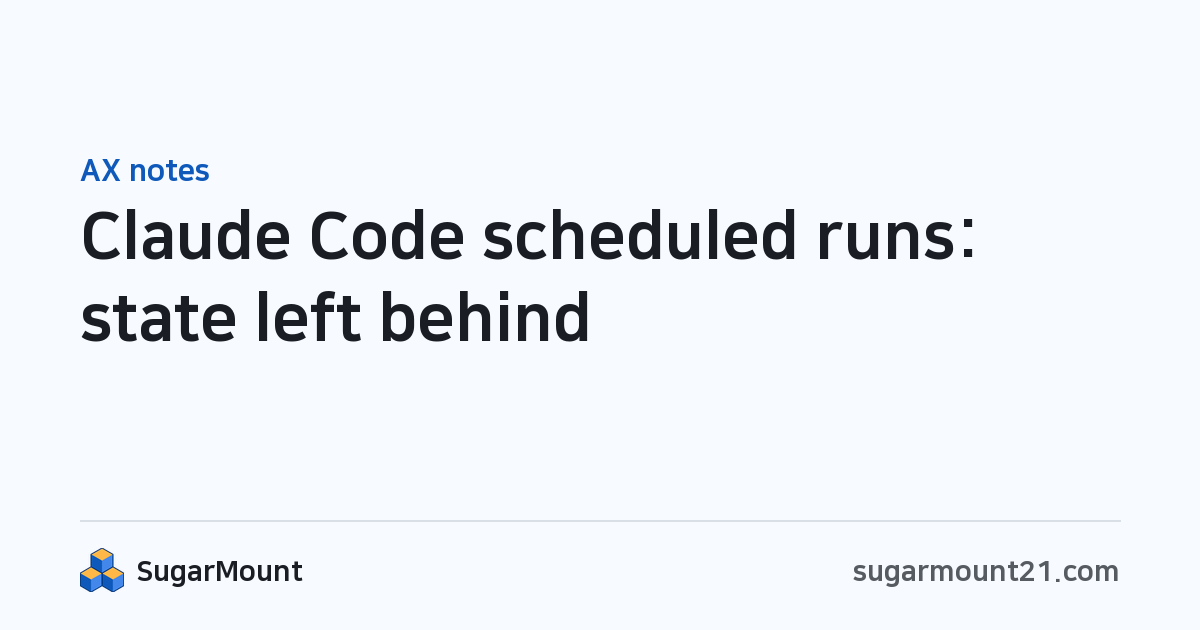 AX notes
Claude Code scheduled runs:
state left behind
SugarMount
sugarmount21.com